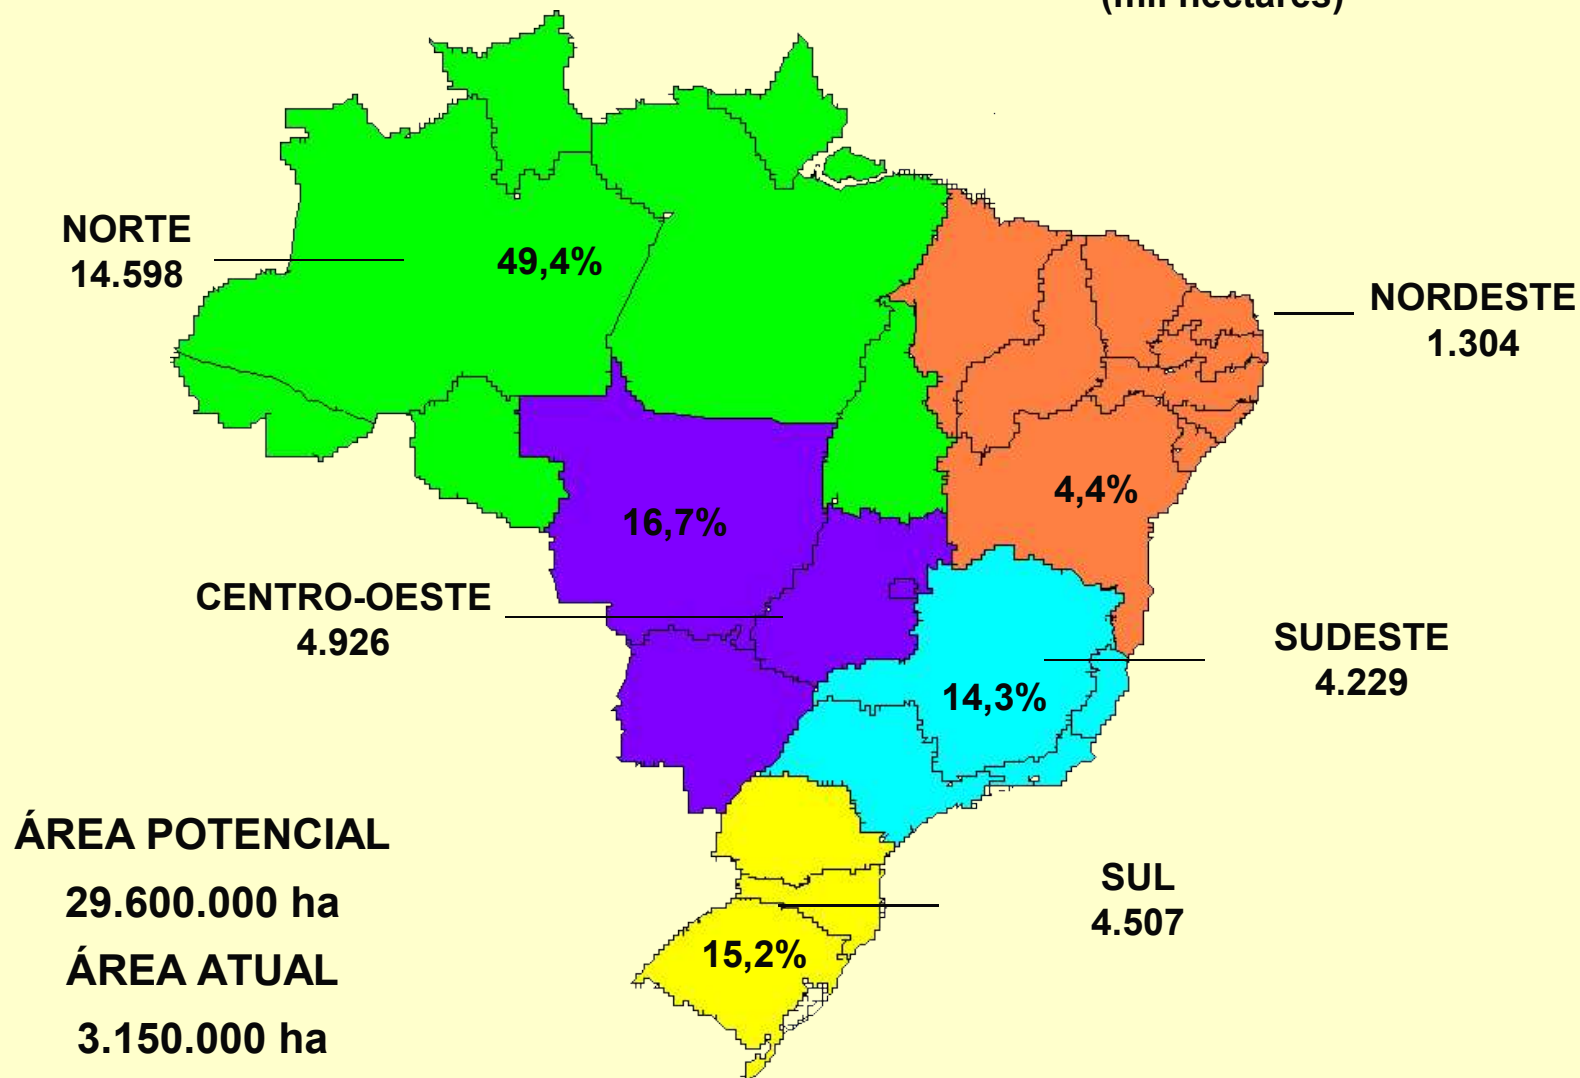 (mil hectares)
NORTE
14.598
49,4%
NORDESTE
1.304
4,4%
16,7%
CENTRO-OESTE
4.926
SUDESTE
4.229
14,3%
ÁREA POTENCIAL
29.600.000 ha
ÁREA ATUAL
3.150.000 ha
SUL
4.507
15,2%